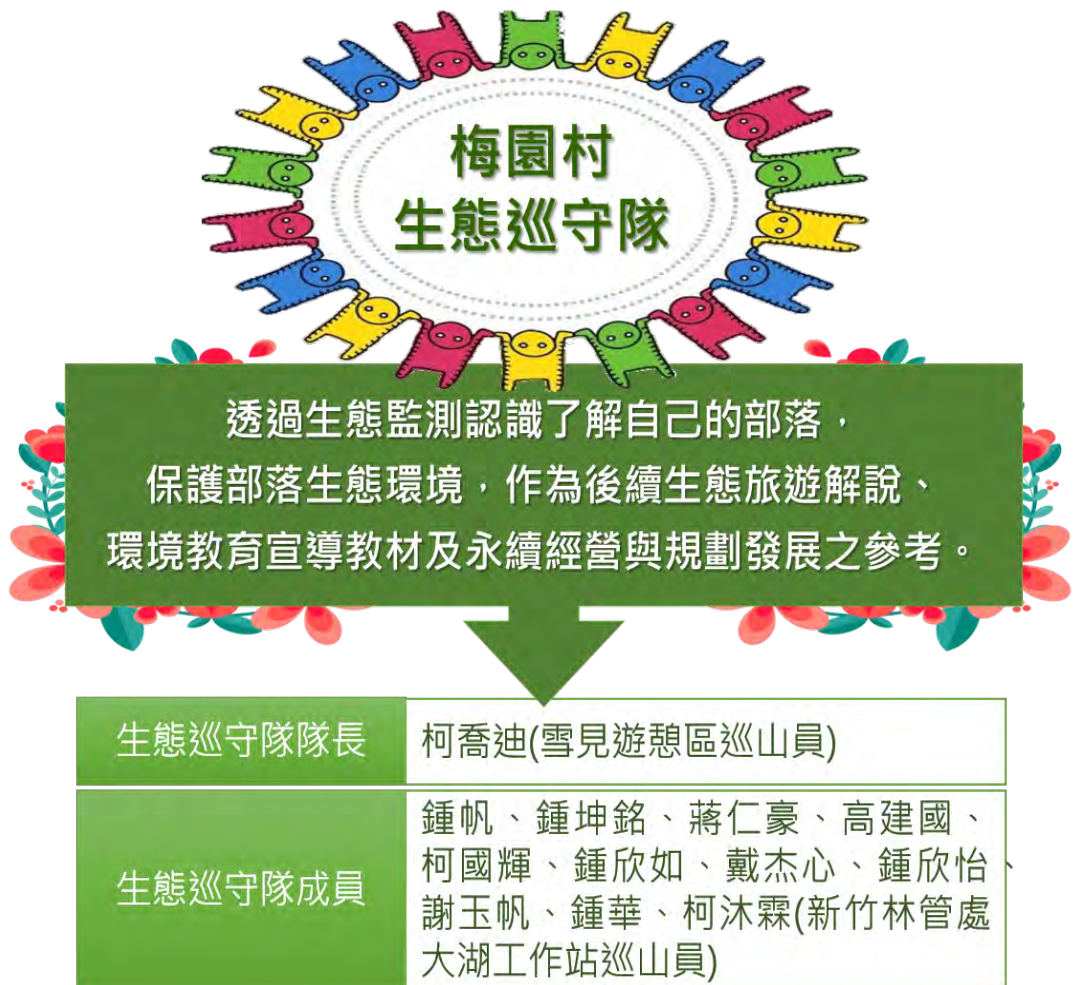 梅園村
生態巡守隊
透過生態監測認識了解自己的部落，
保護部落生態環境，作為後續生態旅遊解說、
環境教育宣導教材及永續經營與規劃發展之參考。
生態巡守隊隊長
柯喬迪(雪見遊憩區巡山員)
生態巡守隊成員
鍾帆、鍾坤銘、蔣仁豪、高建國、
柯國輝、鍾欣如、戴杰心、鍾欣怡、
謝玉帆、鍾華、柯沐霖(新竹林管處
大湖工作站巡山員)